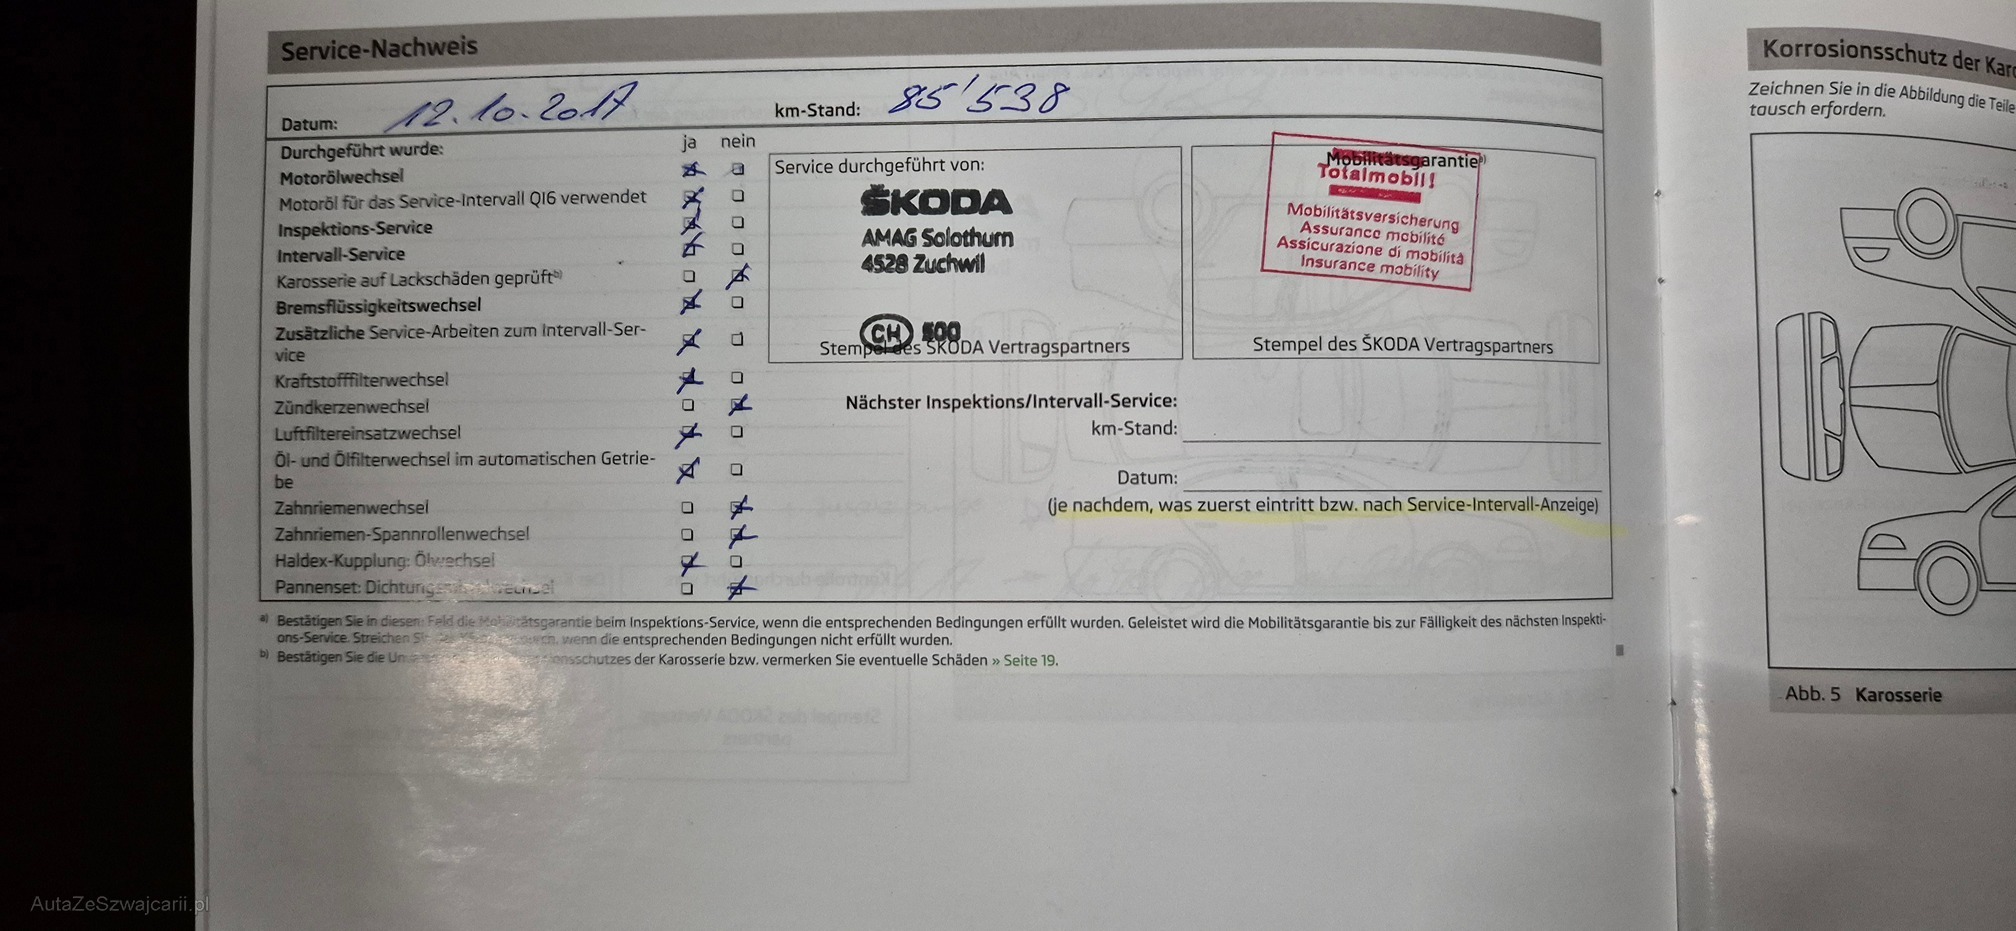 Service-Nachweis
Datum: 12.10.2017 km-Stand: 85'538
Durchgeführt wurde: ja nein
Motorölwechsel
Motoröl für das Service-Intervall QI6 verwendet
Inspektions-Service
Intervall-Service
Karosserie auf Lackschäden geprüft b)
Bremsflüssigkeitswechsel
Zusätzliche Service-Arbeiten zum Intervall-Ser-
vice
Kraftstofffilterwechsel
Zündkerzenwechsel
Luftfiltereinsatzwechsel
Öl- und Ölfilterwechsel im automatischen Getrie-
be
Zahnriemenwechsel
Zahnriemen-Spannrollenwechsel
Haldex-Kupplung: Ölwechsel
Pannenset:
Service durchgeführt von:
ŠKODA
AMAG Solothurn
4528 Zuchwil
CH 500
Stempel des ŠKODA Vertragspartners
Mobilitätsgarantie a)
Totalmobil!
Mobilitätsversicherung
Assurance mobilité
Assicurazione di mobilità
Insurance mobility
Stempel des ŠKODA Vertragspartners
Nächster Inspektions/Intervall-Service:
km-Stand:
Datum:
(je nachdem, was zuerst eintritt bzw. nach Service-Intervall-Anzeige)
a) Bestätigen Sie in diesem Feld die Mobilitätsgarantie beim Inspektions-Service, wenn die entsprechenden Bedingungen erfüllt wurden. Geleistet wird die Mobilitätsgarantie bis zur Fälligkeit des nächsten Inspekti-
ons-Service. Streichen wenn die entsprechenden Bedingungen nicht erfüllt wurden.
b) Bestätigen Sie die der Karosserie bzw. vermerken Sie eventuelle Schäden » Seite 19.
Korrosionsschutz der
Zeichnen Sie in die Abbildung die Teile
tausch erfordern.
Abb. 5 Karosserie
AutaZeSzwajcarii.pl